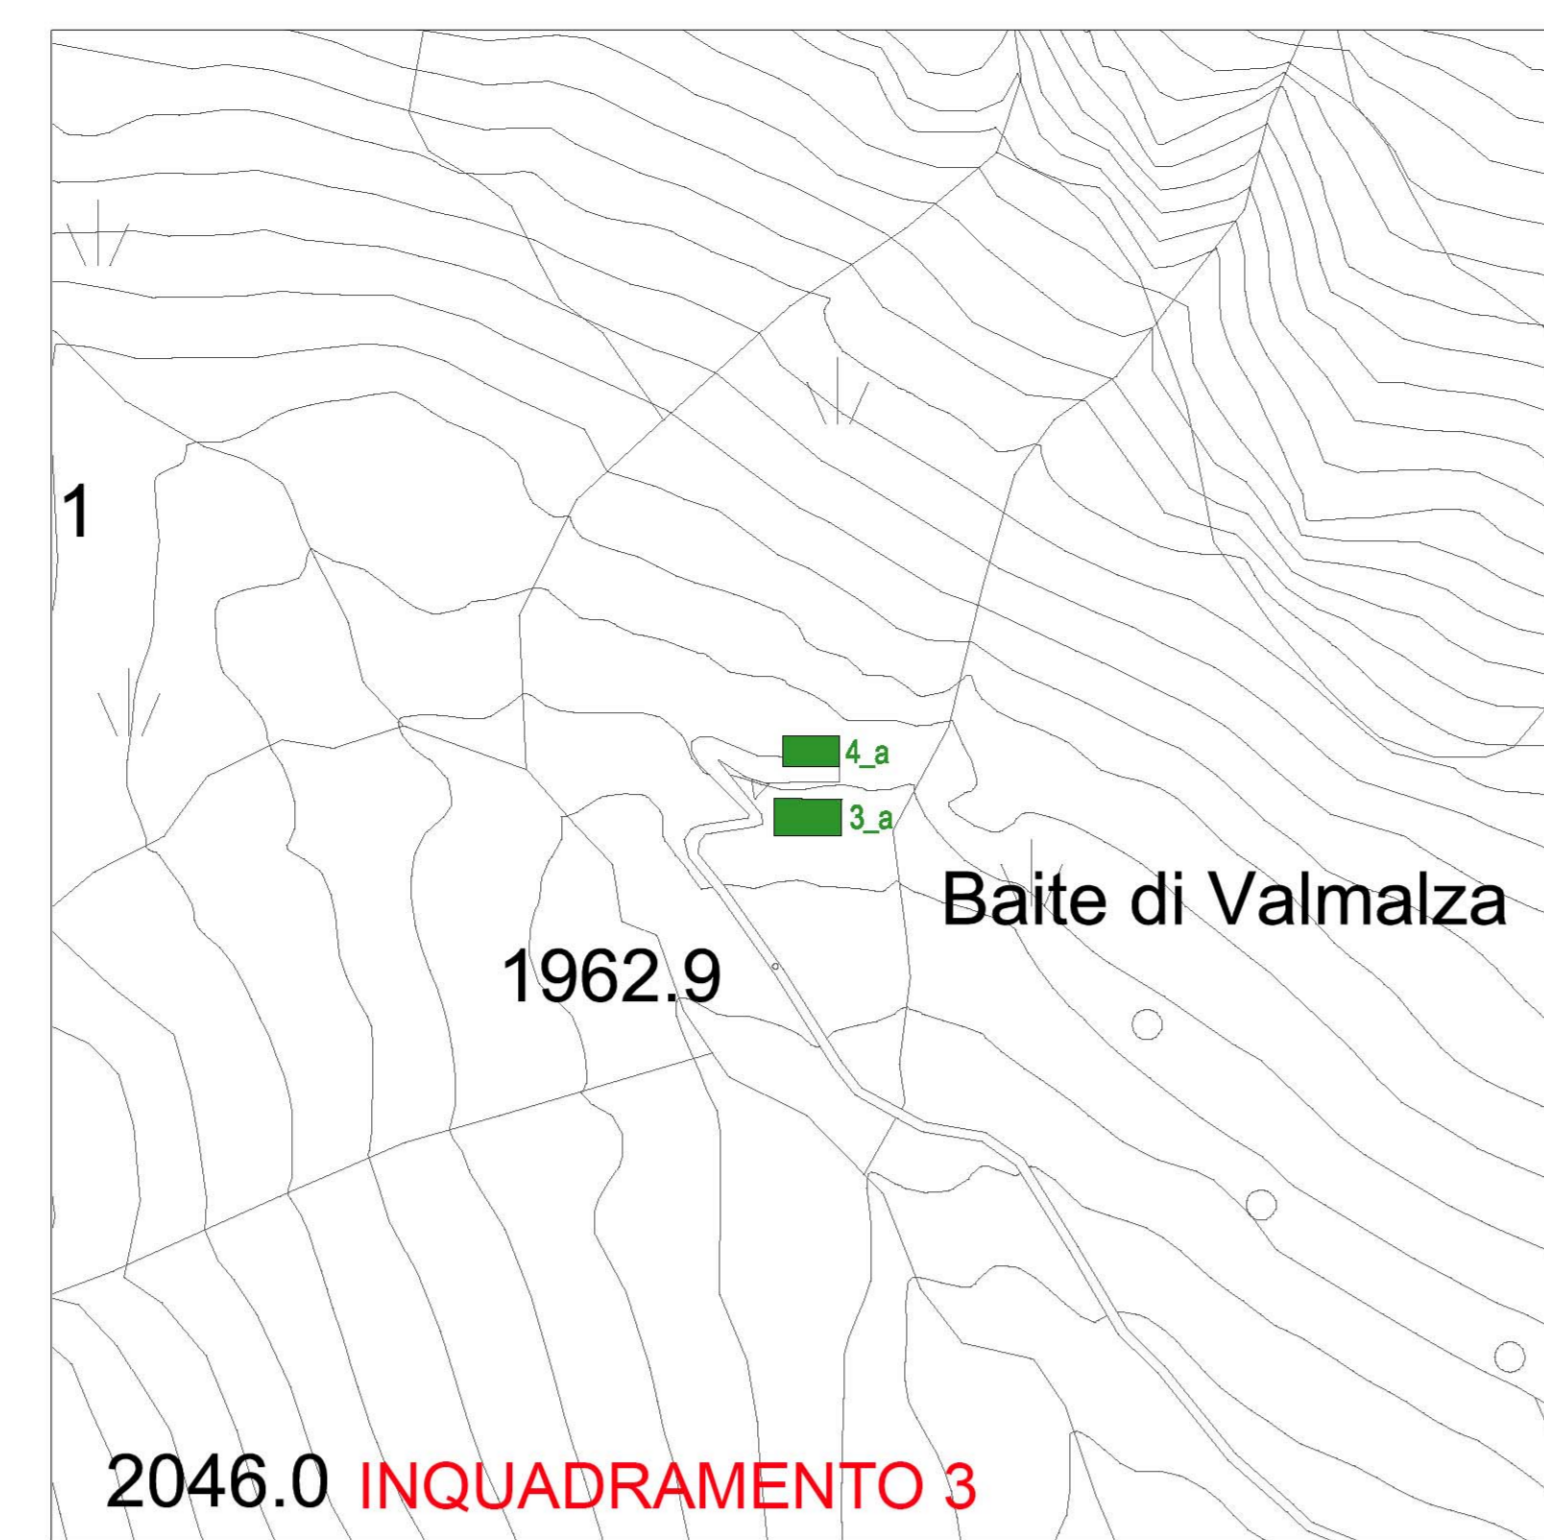 1
4_a
3_a
Baite di Valmalza
1962.9
2046.0
INQUADRAMENTO 3